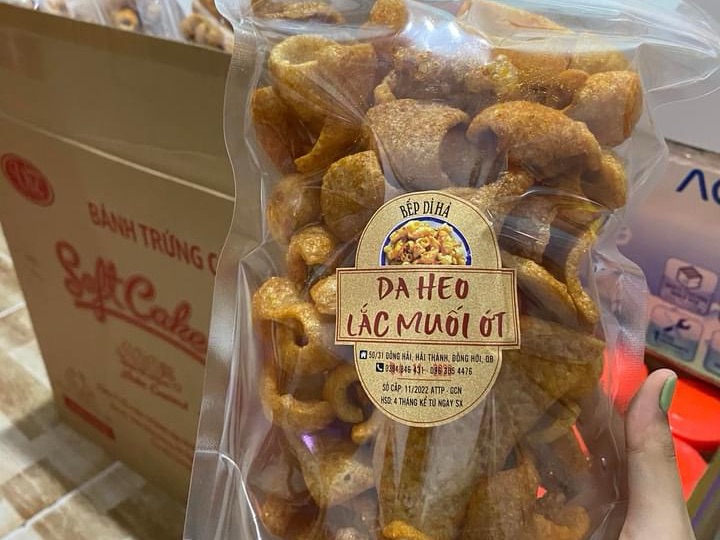 BẾP DÌ HÀ
DA HEO
LẮC MUỐI ỚT
50/31 ĐỒNG HẢI, HẢI THÀNH, ĐỒNG HỚI, QB
SỐ CẤP: 11/2022 ATTP - GCN
HSD: 4 THÁNG KỂ TỪ NGÀY SX
BÁNH TRỨNG
Soft Cake